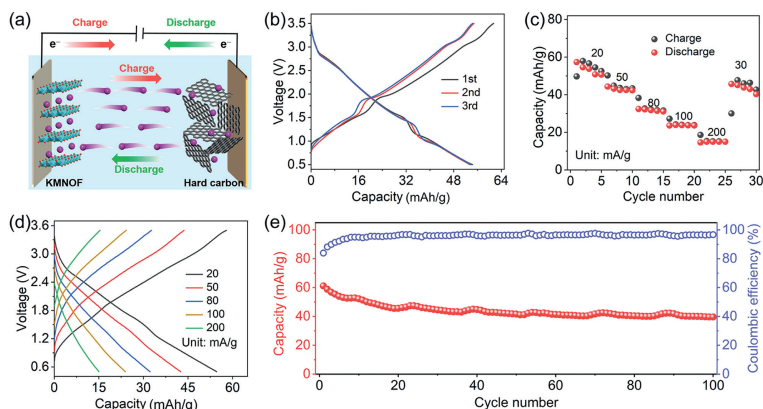 (a)
Charge
Discharge
e⁻
e⁻
Charge
Discharge
KMNOF
Hard carbon
(b)
Voltage (V)
3.5
3.0
2.5
2.0
1.5
1.0
0.5
1st
2nd
3rd
0 16 32 48 64
Capacity (mAh/g)
(c)
Capacity (mAh/g)
80
60
40
20
0
Charge
Discharge
20
50
80
100
200
30
Unit: mA/g
0 5 10 15 20 25 30
Cycle number
(d)
Voltage (V)
3.6
3.0
2.4
1.8
1.2
0.6
20
50
80
100
200
Unit: mA/g
0 15 30 45 60
Capacity (mAh/g)
(e)
Capacity (mAh/g)
100
80
60
40
20
0
100
80
60
40
20
0
Coulombic efficiency (%)
0 20 40 60 80 100
Cycle number